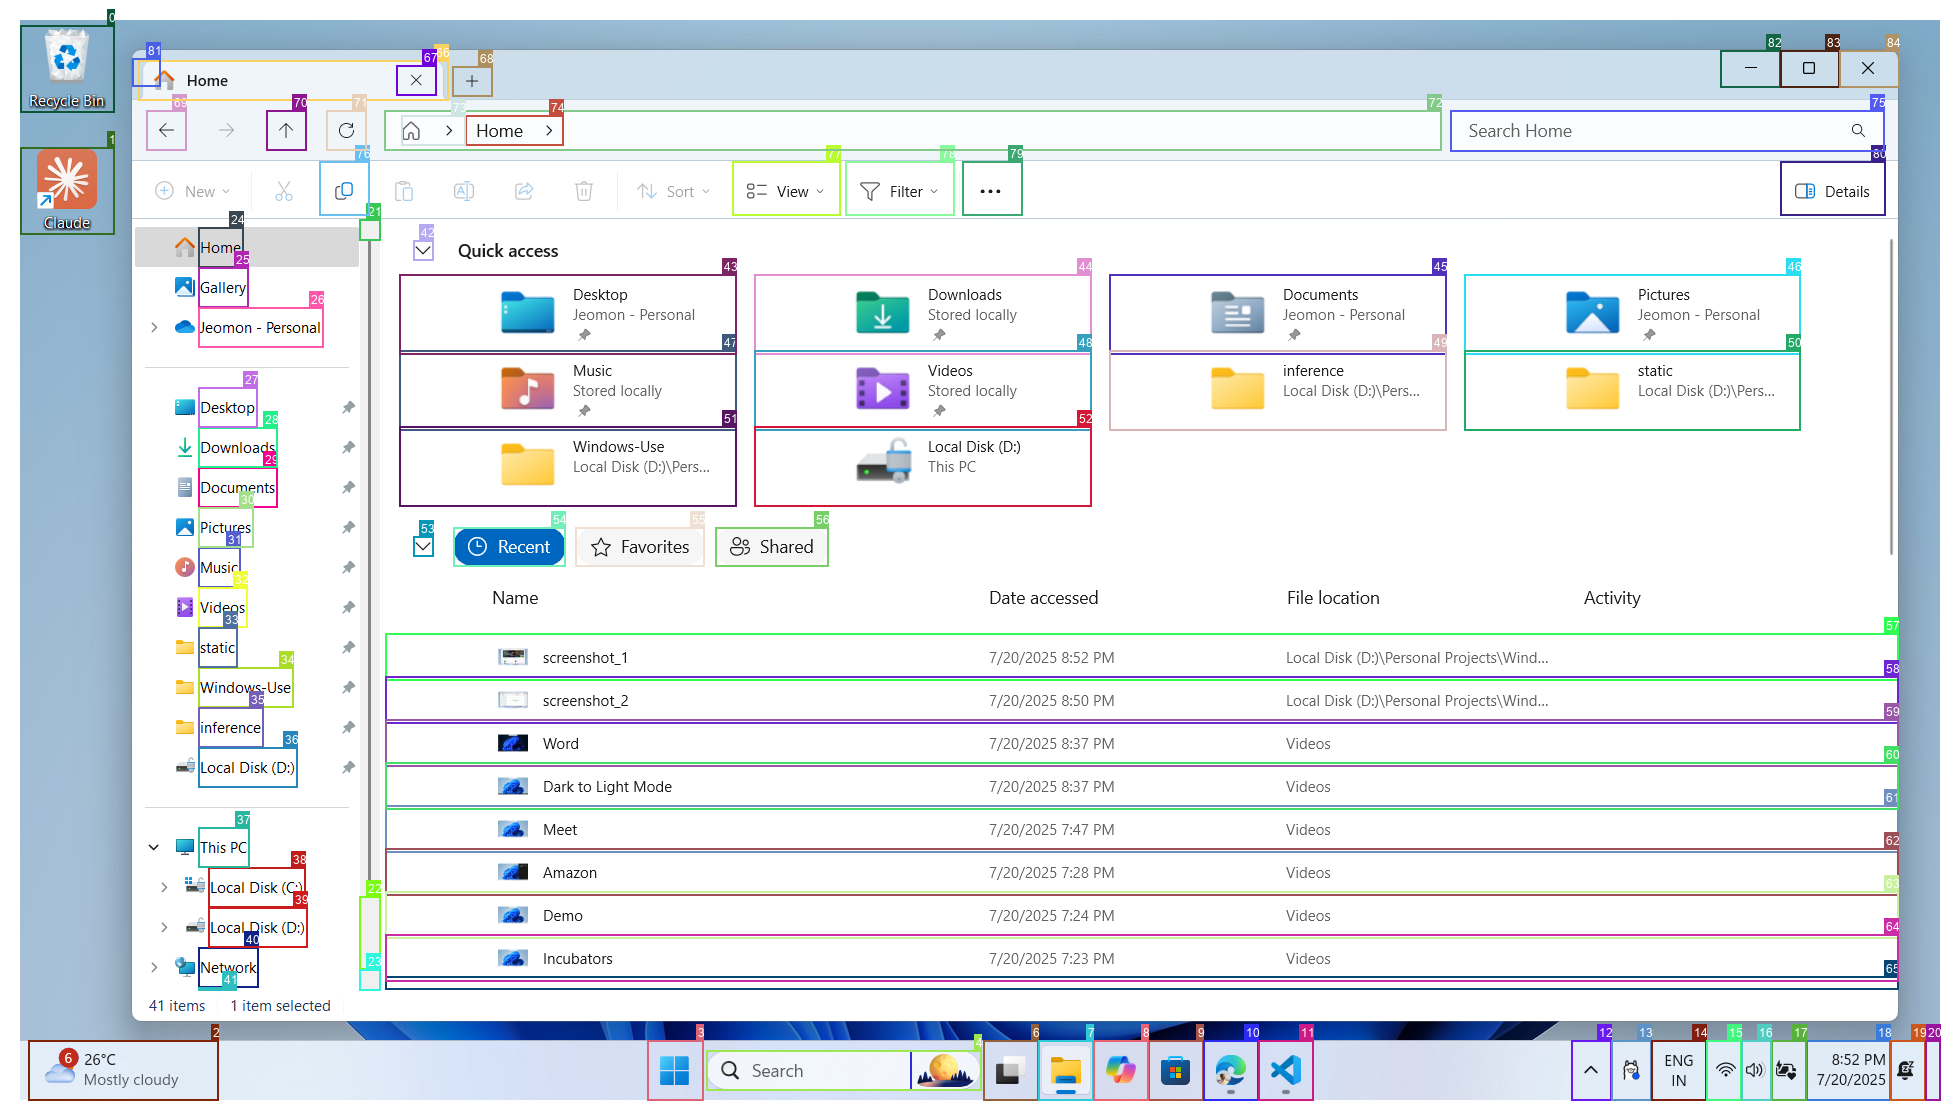 0
Recycle Bin
1
Claude
81
Home
67
66
68
82
83
84
69
70
71
73
Home
74
72
Search Home
75
New
76
Sort
77
View
78
Filter
79
80
Details
21
24
Home
25
Gallery
26
Jeomon - Personal
27
Desktop
28
Downloads
29
Documents
30
Pictures
31
Music
32
Videos
33
static
34
Windows-Use
35
inference
36
Local Disk (D:)
37
This PC
38
Local Disk (C:)
39
Local Disk (D:)
40
Network
41
22
23
41 items
1 item selected
42
Quick access
43
Desktop
Jeomon - Personal
44
Downloads
Stored locally
45
Documents
Jeomon - Personal
46
Pictures
Jeomon - Personal
47
Music
Stored locally
48
Videos
Stored locally
49
inference
Local Disk (D:)\Pers...
50
static
Local Disk (D:)\Pers...
51
Windows-Use
Local Disk (D:)\Pers...
52
Local Disk (D:)
This PC
53
54
Recent
55
Favorites
56
Shared
Name Date accessed File location Activity
57
screenshot_1 7/20/2025 8:52 PM Local Disk (D:)\Personal Projects\Wind...
58
screenshot_2 7/20/2025 8:50 PM Local Disk (D:)\Personal Projects\Wind...
59
Word 7/20/2025 8:37 PM Videos
60
Dark to Light Mode 7/20/2025 8:37 PM Videos
61
Meet 7/20/2025 7:47 PM Videos
62
Amazon 7/20/2025 7:28 PM Videos
63
Demo 7/20/2025 7:24 PM Videos
64
Incubators 7/20/2025 7:23 PM Videos
65
2
6
26°C
Mostly cloudy
3
Search
4
6
7
8
9
10
11
12
13
14
ENG
IN
15
16
17
18
8:52 PM
7/20/2025
19
20